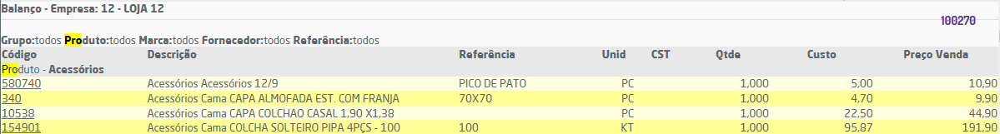 Balanço - Empresa: 12 - LOJA 12
100270
Grupo:todos Produto:todos Marca:todos Fornecedor:todos Referência:todos
Código Descrição Referência Unid CST Qtde Custo Preço Venda
Produto - Acessórios
580740 Acessórios Acessórios 12/9 PICO DE PATO PC 1,000 5,00 10,90
340 Acessórios Cama CAPA ALMOFADA EST. COM FRANJA 70X70 PC 1,000 4,70 9,90
10538 Acessórios Cama CAPA COLCHAO CASAL 1,90 X1,38 PC 1,000 22,50 44,90
154901 Acessórios Cama COLCHA SOLTEIRO PIPA 4PÇS - 100 100 KT 1,000 95,87 191,90